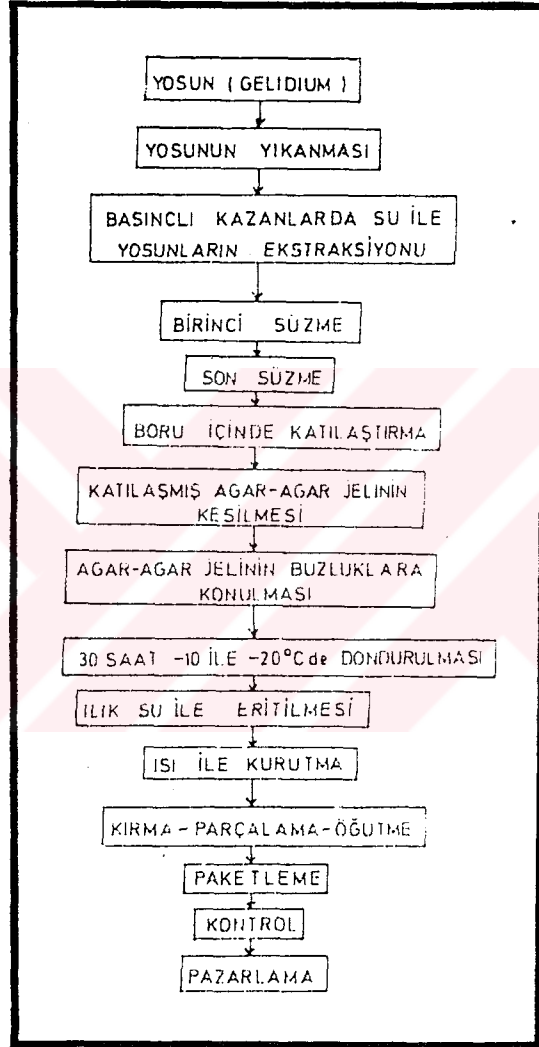 YOSUN (GELIDIUM)
YOSUNUN YIKANMASI
BASINCLI KAZANLARDA SU İLE
YOSUNLARIN EKSTRAKSİYONU
BİRİNCİ SÜZME
SON SÜZME
BORU İÇİNDE KATILAŞTIRMA
KATILAŞMIŞ AGAR-AGAR JELİNİN
KESİLMESİ
AGAR-AGAR JELİNİN BUZLUKLARA
KONULMASI
30 SAAT -10 İLE -20°C de DONDURULMASI
ILIK SU İLE ERİTİLMESİ
ISI İLE KURUTMA
KIRMA-PARÇALAMA-ÖĞUTME
PAKETLEME
KONTROL
PAZARLAMA